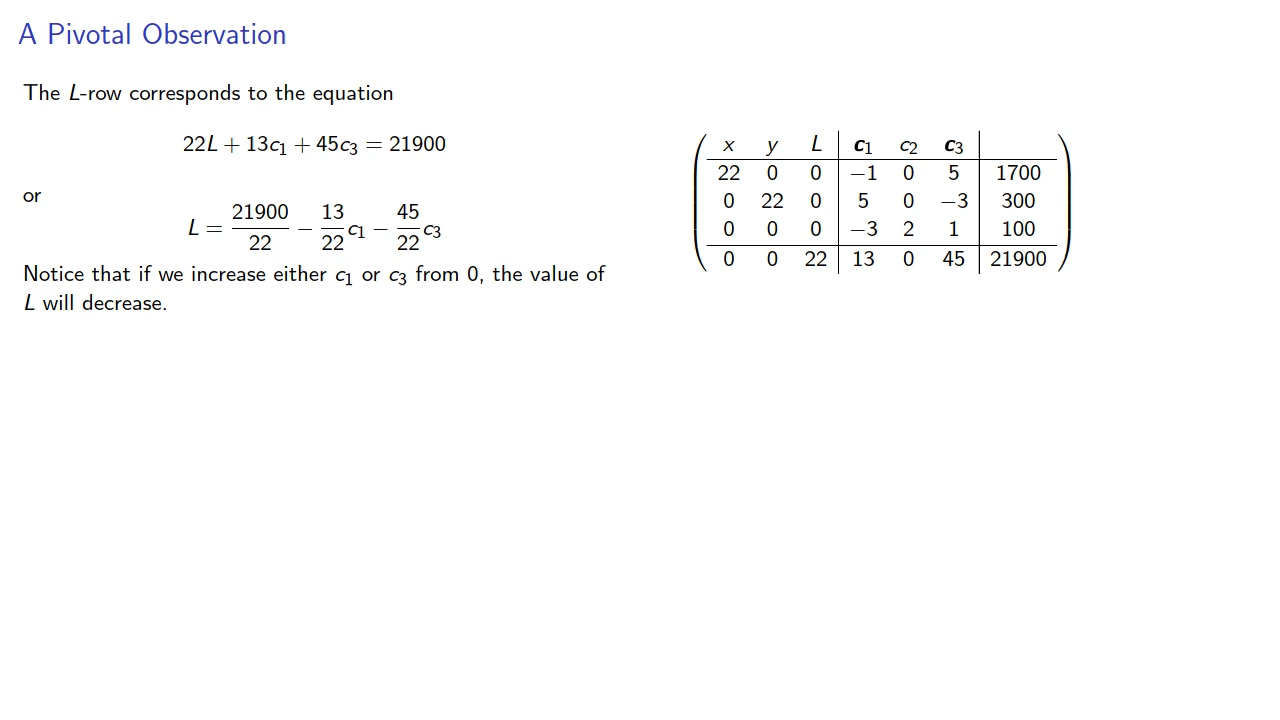 A Pivotal Observation
The L-row corresponds to the equation
22L + 13c₁ + 45c₃ = 21900
or
L = 21900/22 − 13/22 c₁ − 45/22 c₃
Notice that if we increase either c₁ or c₃ from 0, the value of
L will decrease.
x y L c₁ c₂ c₃
22 0 0 −1 0 5 1700
0 22 0 5 0 −3 300
0 0 0 −3 2 1 100
0 0 22 13 0 45 21900